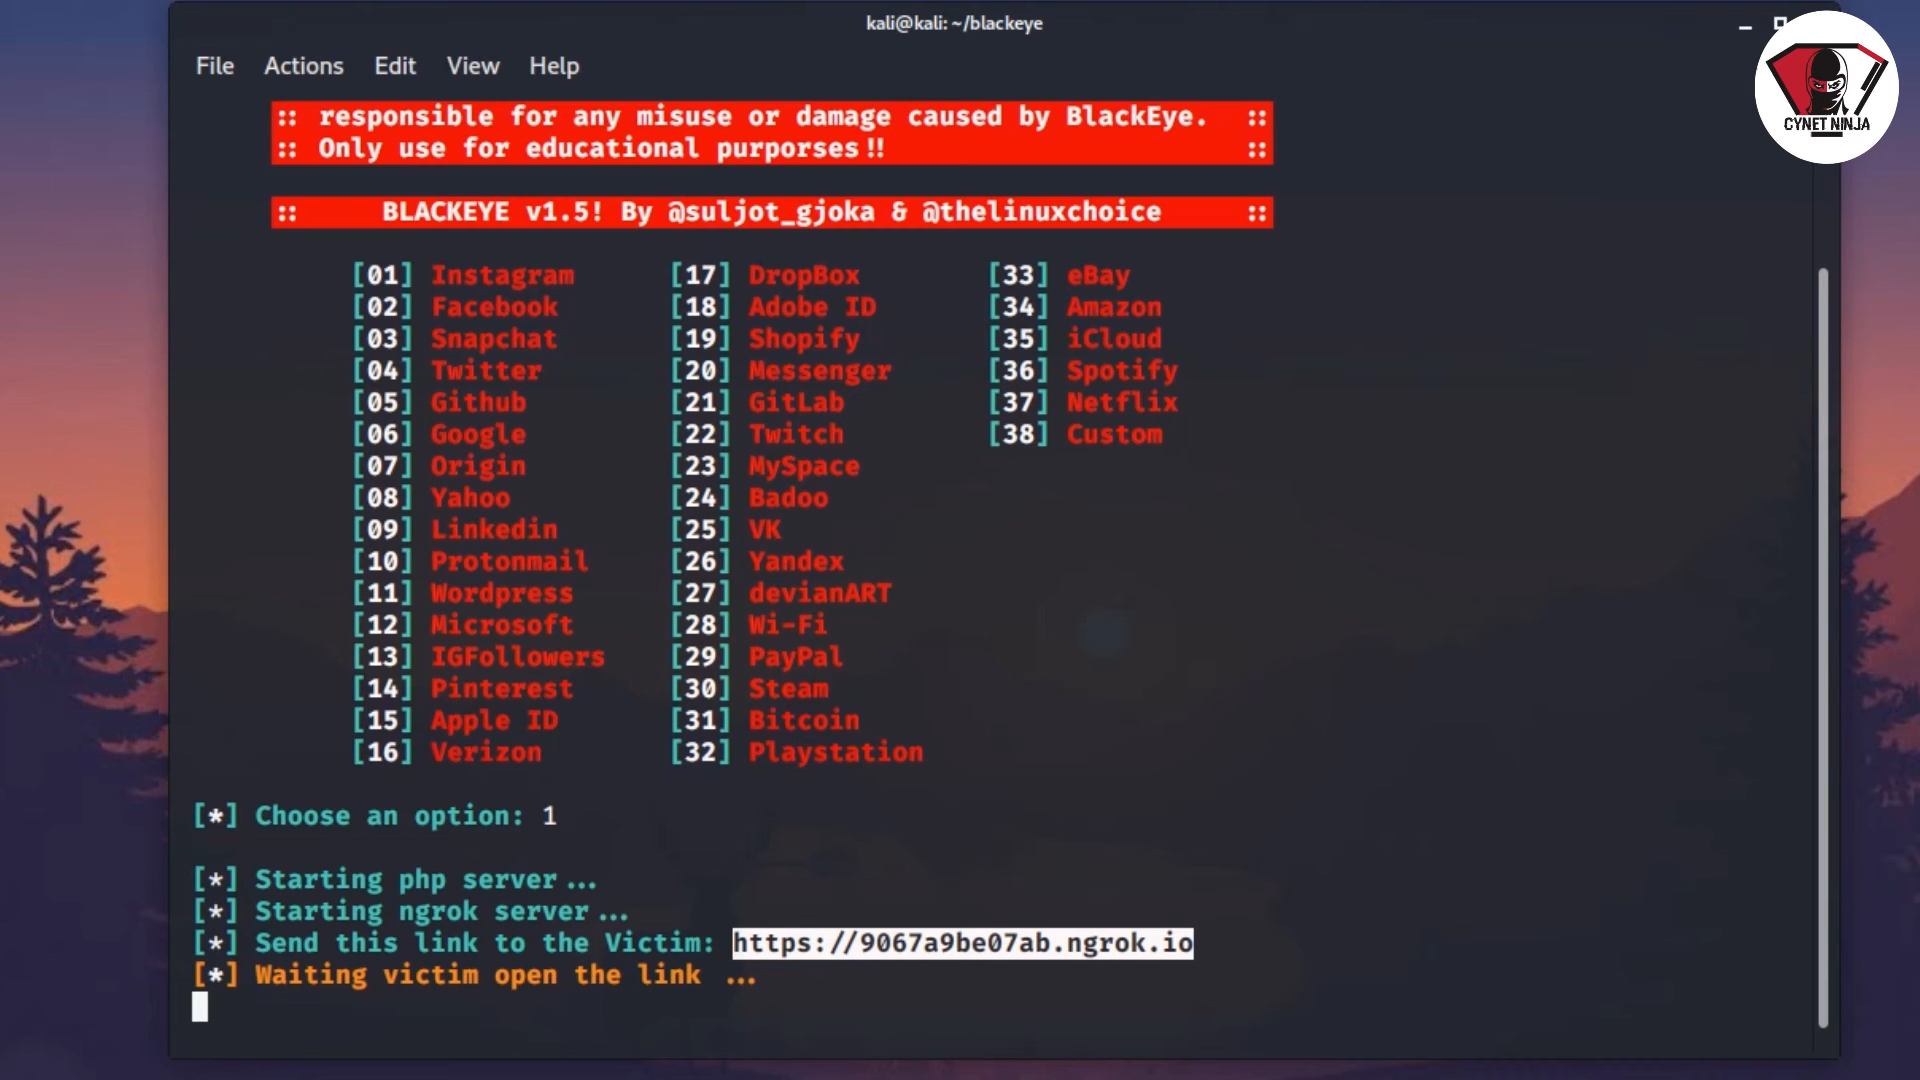 kali@kali: ~/blackeye
CYNET NINJA
File Actions Edit View Help
:: responsible for any misuse or damage caused by BlackEye. ::
:: Only use for educational purporses!! ::
:: BLACKEYE v1.5! By @suljot_gjoka & @thelinuxchoice ::
[01] Instagram [17] DropBox [33] eBay
[02] Facebook [18] Adobe ID [34] Amazon
[03] Snapchat [19] Shopify [35] iCloud
[04] Twitter [20] Messenger [36] Spotify
[05] Github [21] GitLab [37] Netflix
[06] Google [22] Twitch [38] Custom
[07] Origin [23] MySpace
[08] Yahoo [24] Badoo
[09] Linkedin [25] VK
[10] Protonmail [26] Yandex
[11] Wordpress [27] devianART
[12] Microsoft [28] Wi-Fi
[13] IGFollowers [29] PayPal
[14] Pinterest [30] Steam
[15] Apple ID [31] Bitcoin
[16] Verizon [32] Playstation
[*] Choose an option: 1
[*] Starting php server...
[*] Starting ngrok server...
[*] Send this link to the Victim: https://9067a9be07ab.ngrok.io
[*] Waiting victim open the link ...